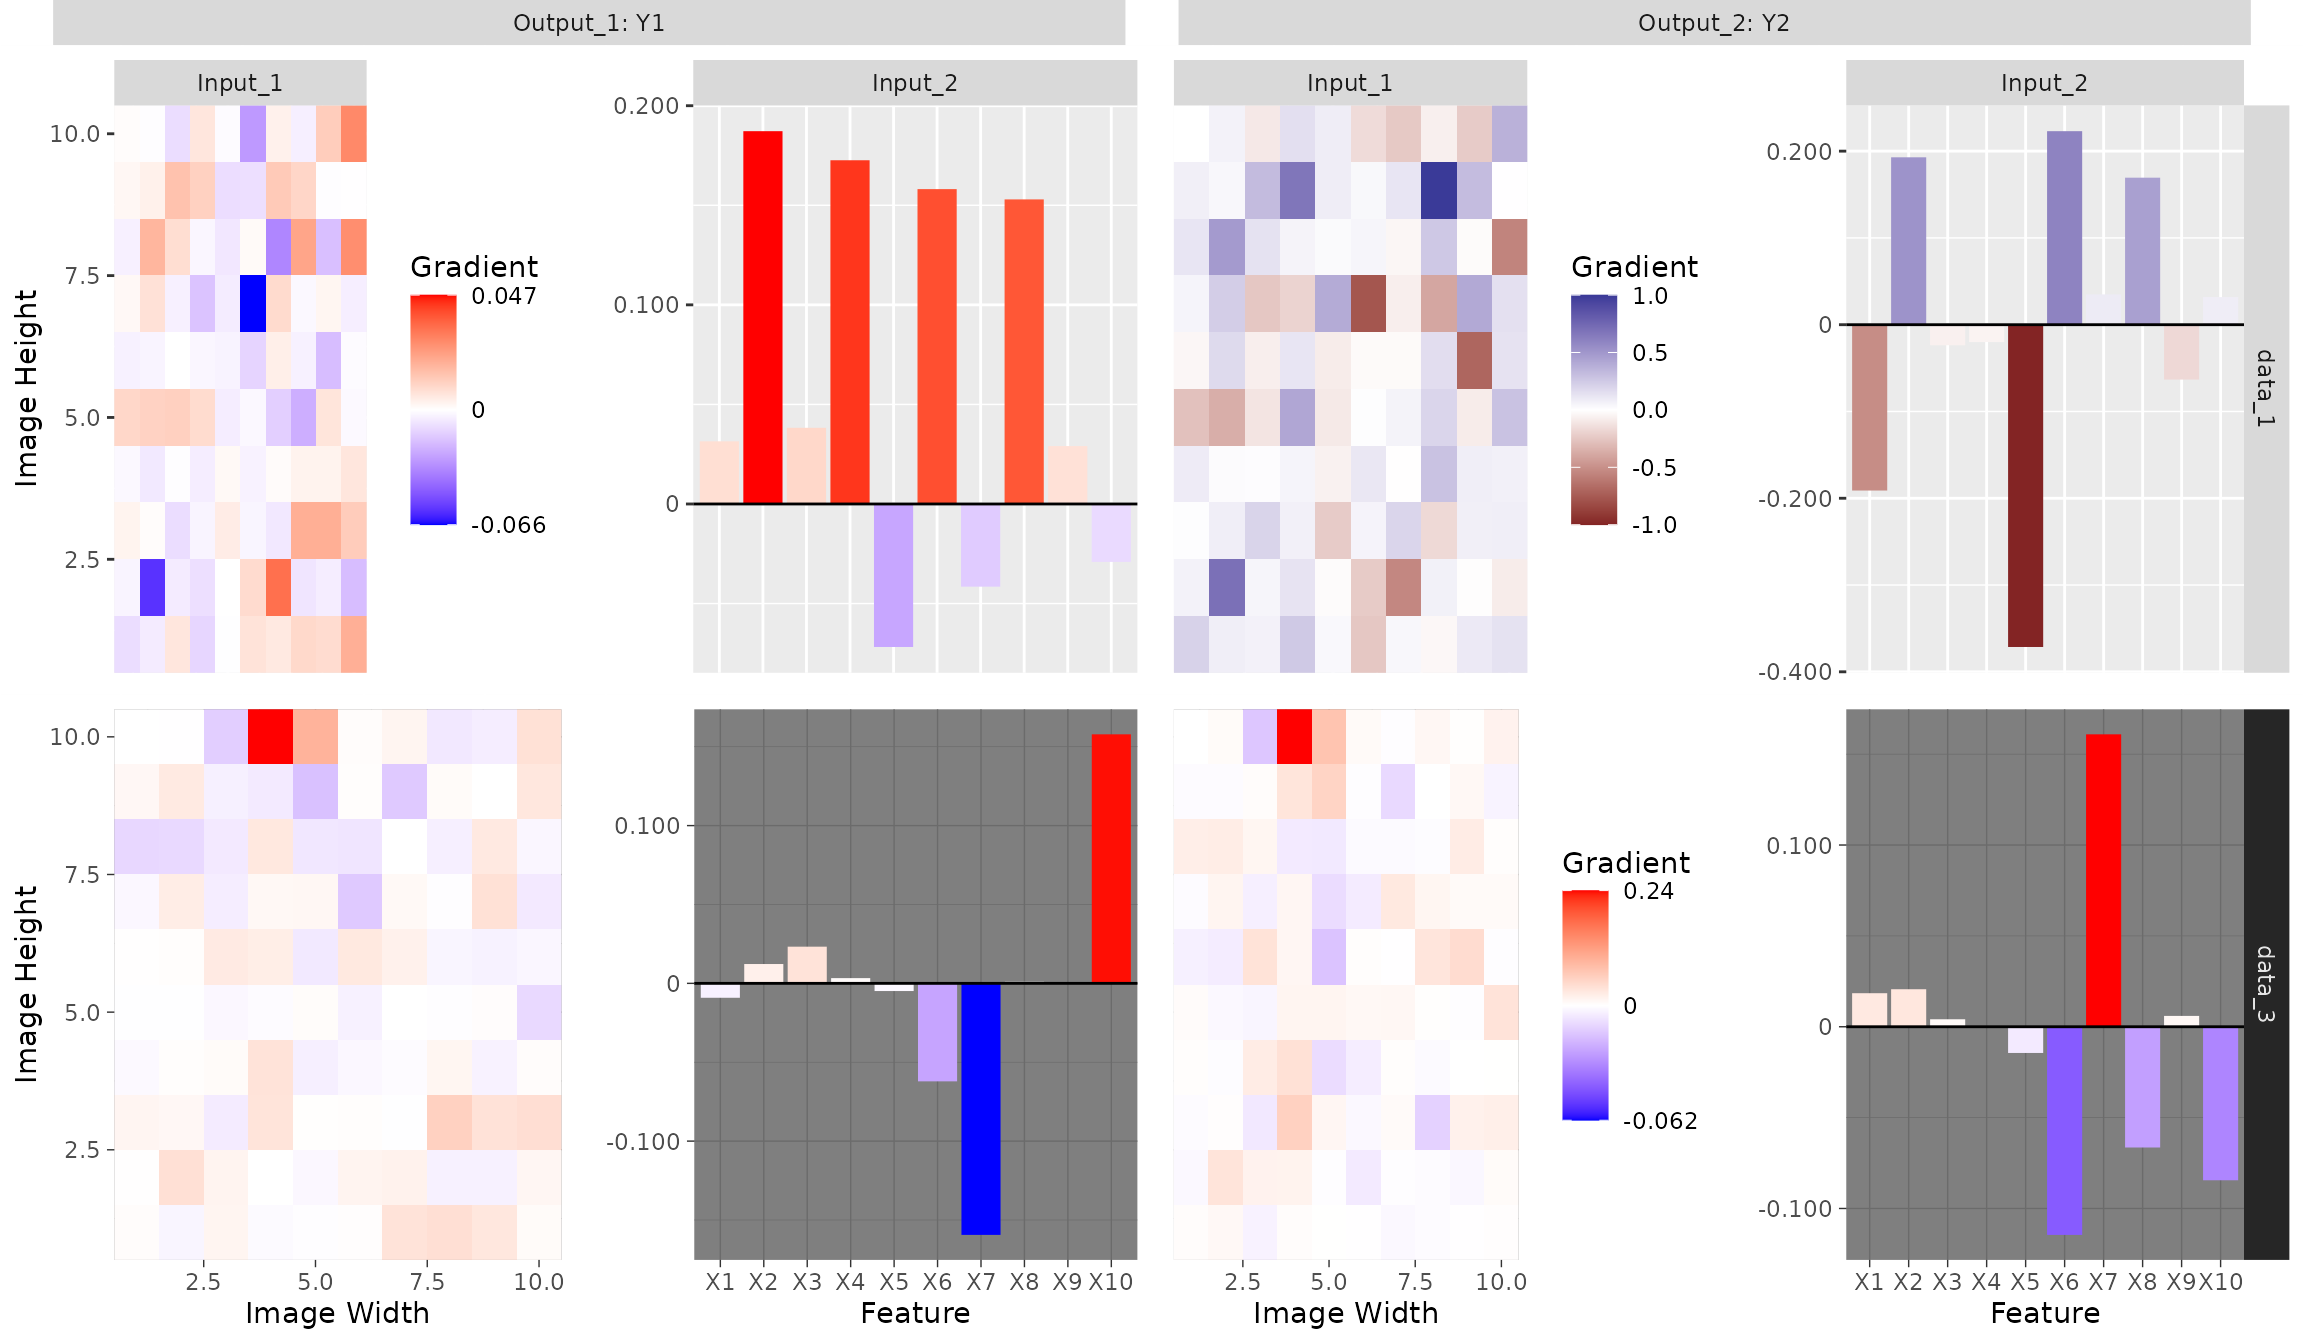 Output_1: Y1
Output_2: Y2
Input_1
Input_2
Input_1
Input_2
10.0
7.5
5.0
2.5
Image Height
Gradient
0.047
0
-0.066
0.200
0.100
0
Gradient
1.0
0.5
0.0
-0.5
-1.0
0.200
0
-0.200
-0.400
data_1
10.0
7.5
5.0
2.5
Image Height
2.5 5.0 7.5 10.0
Image Width
0.100
0
-0.100
X1 X2 X3 X4 X5 X6 X7 X8 X9 X10
Feature
2.5 5.0 7.5 10.0
Image Width
Gradient
0.24
0
-0.062
0.100
0
-0.100
X1 X2 X3 X4 X5 X6 X7 X8 X9 X10
Feature
data_3